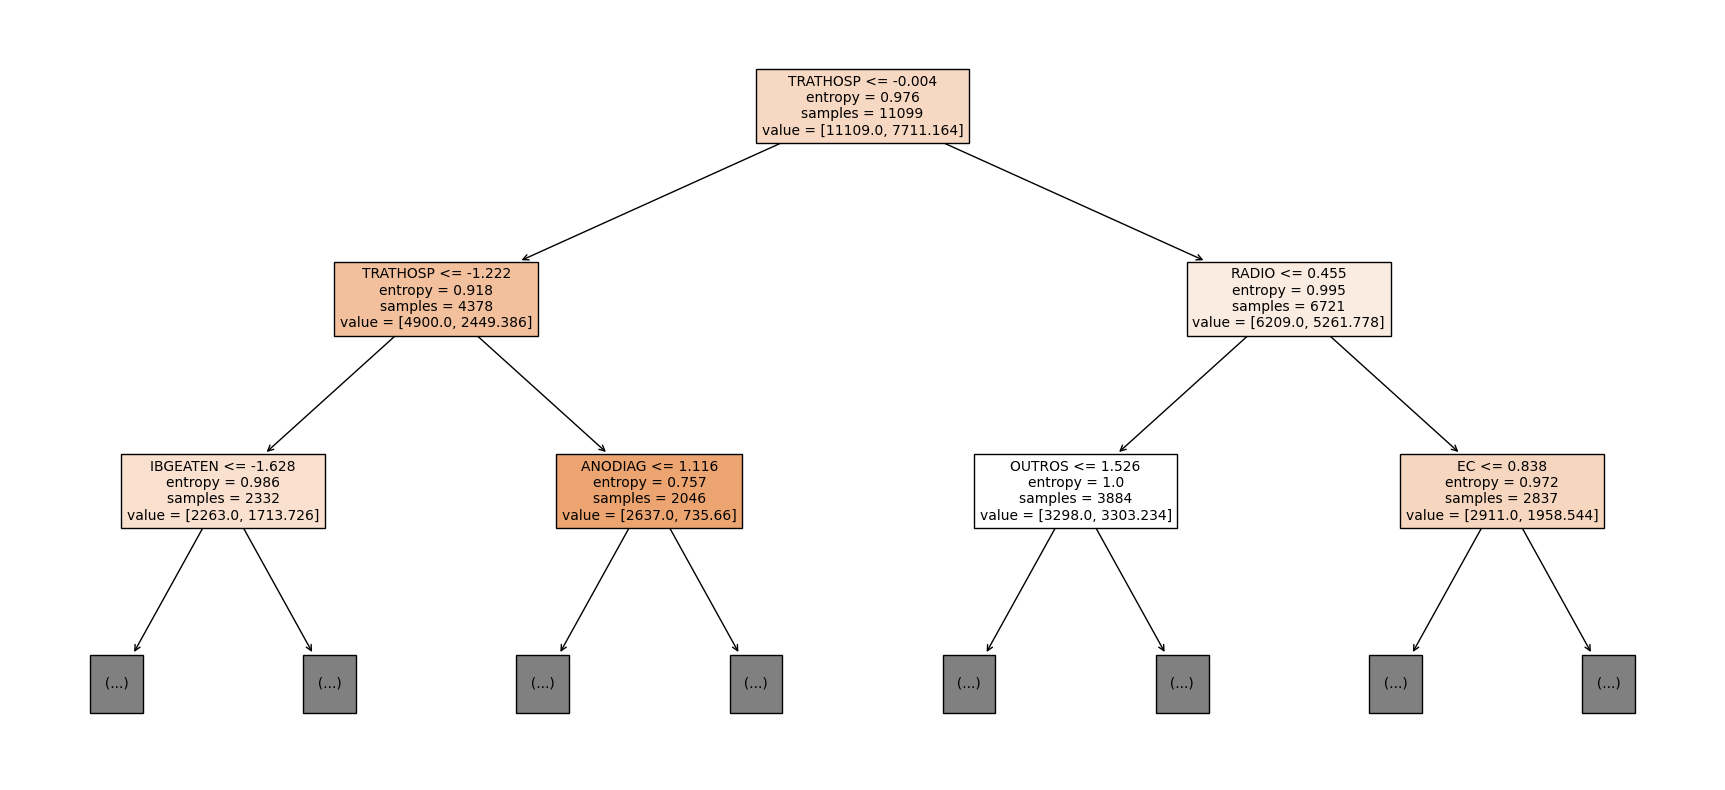 TRATHOSP <= -0.004
entropy = 0.976
samples = 11099
value = [11109.0, 7711.164]
TRATHOSP <= -1.222
entropy = 0.918
samples = 4378
value = [4900.0, 2449.386]
RADIO <= 0.455
entropy = 0.995
samples = 6721
value = [6209.0, 5261.778]
IBGEATEN <= -1.628
entropy = 0.986
samples = 2332
value = [2263.0, 1713.726]
ANODIAG <= 1.116
entropy = 0.757
samples = 2046
value = [2637.0, 735.66]
OUTROS <= 1.526
entropy = 1.0
samples = 3884
value = [3298.0, 3303.234]
EC <= 0.838
entropy = 0.972
samples = 2837
value = [2911.0, 1958.544]
(...)
(...)
(...)
(...)
(...)
(...)
(...)
(...)